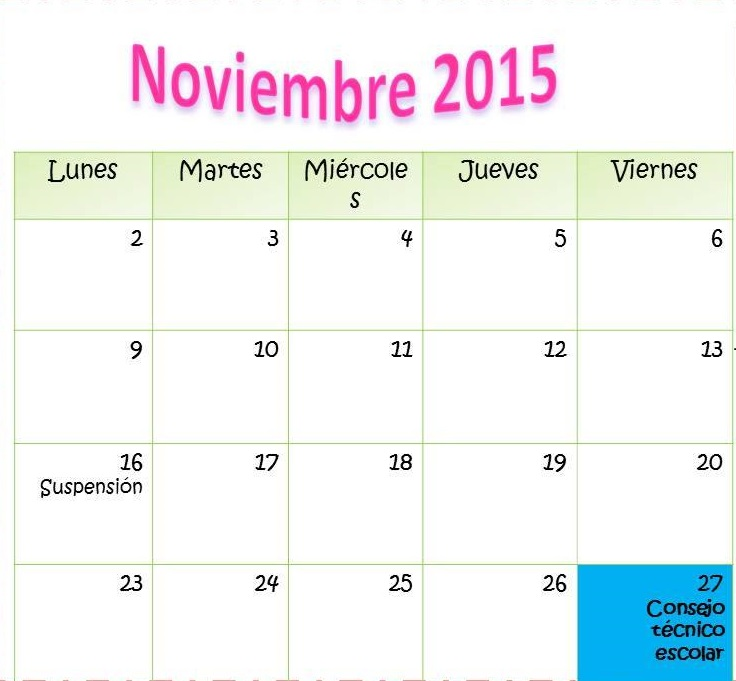 Noviembre 2015
Lunes Martes Miércole
s Jueves Viernes
2 3 4 5 6
9 10 11 12 13
16 17 18 19 20
Suspensión
23 24 25 26 27
Consejo
técnico
escolar